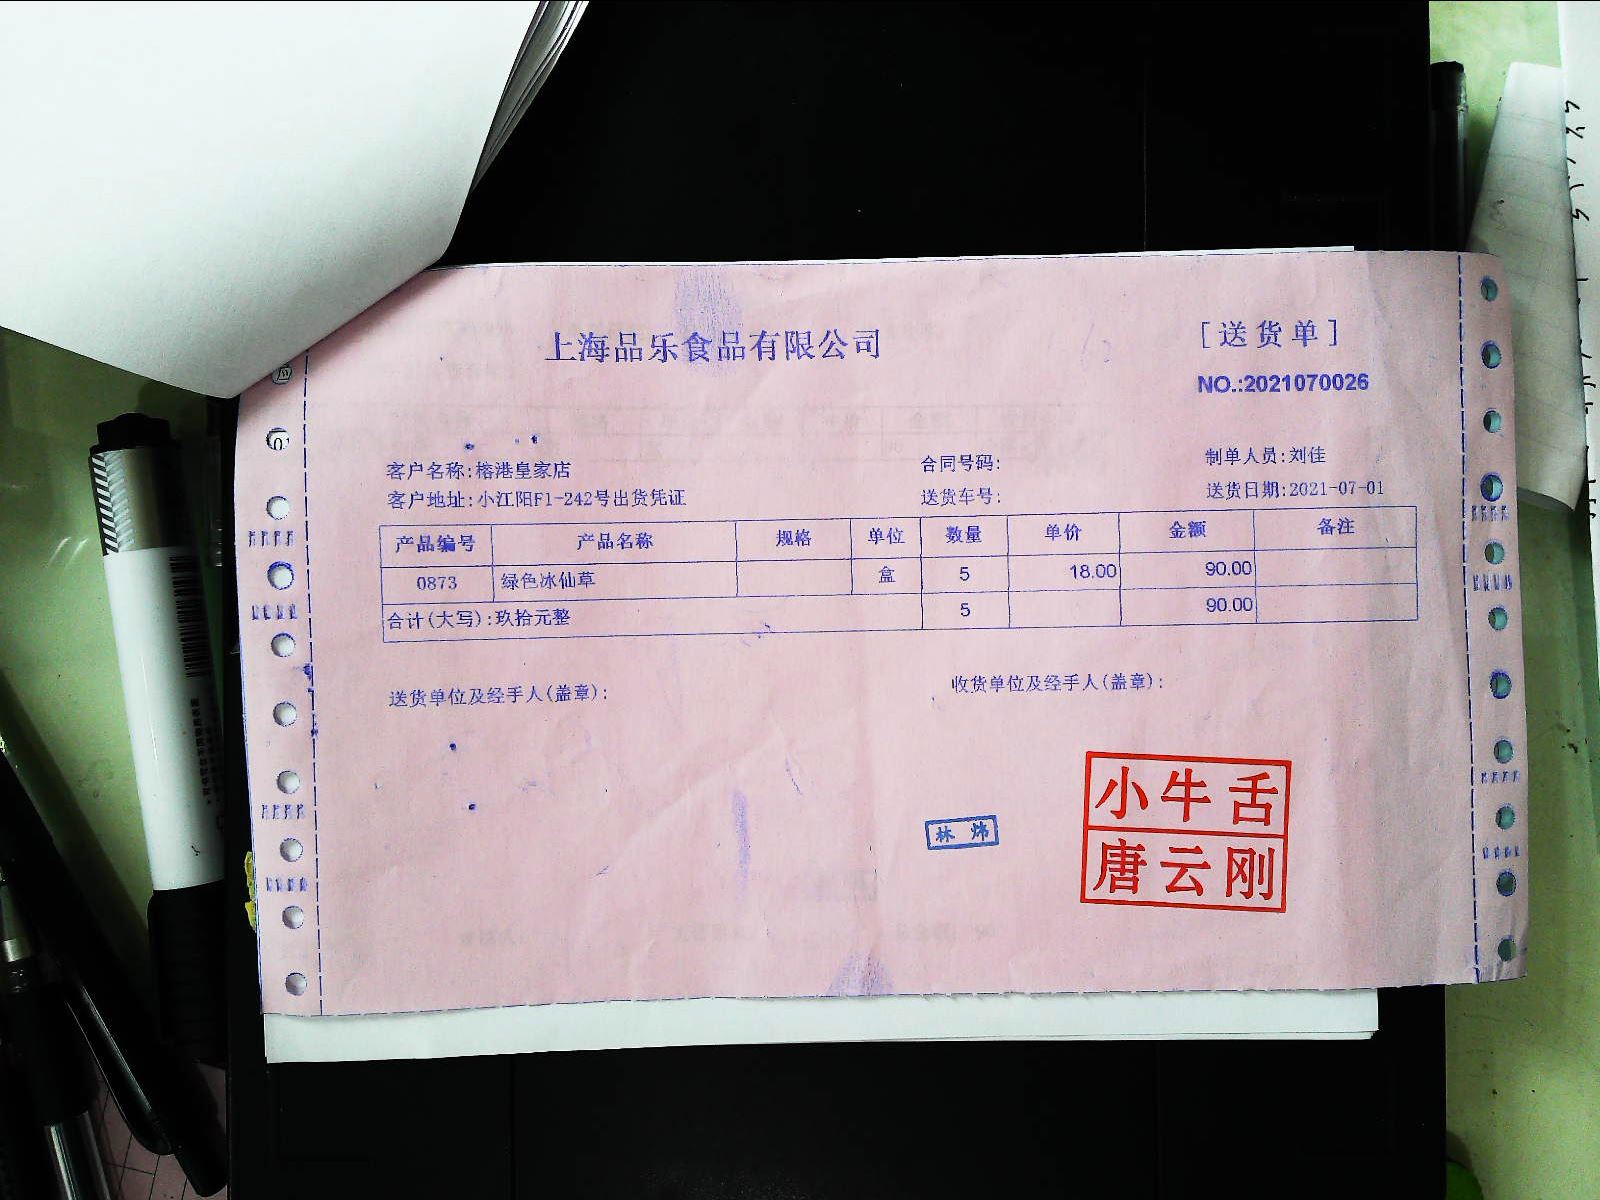 上海品乐食品有限公司
[送货单]
NO.:2021070026
客户名称:榕港皇家店
合同号码:
制单人员:刘佳
客户地址:小江阳F1-242号出货凭证
送货车号:
送货日期:2021-07-01
产品编号 产品名称 规格 单位 数量 单价 金额 备注
0873 绿色冰仙草 盒 5 18.00 90.00
合计(大写):玖拾元整 5 90.00
送货单位及经手人(盖章):
收货单位及经手人(盖章):
林 炜
小牛舌
唐云刚